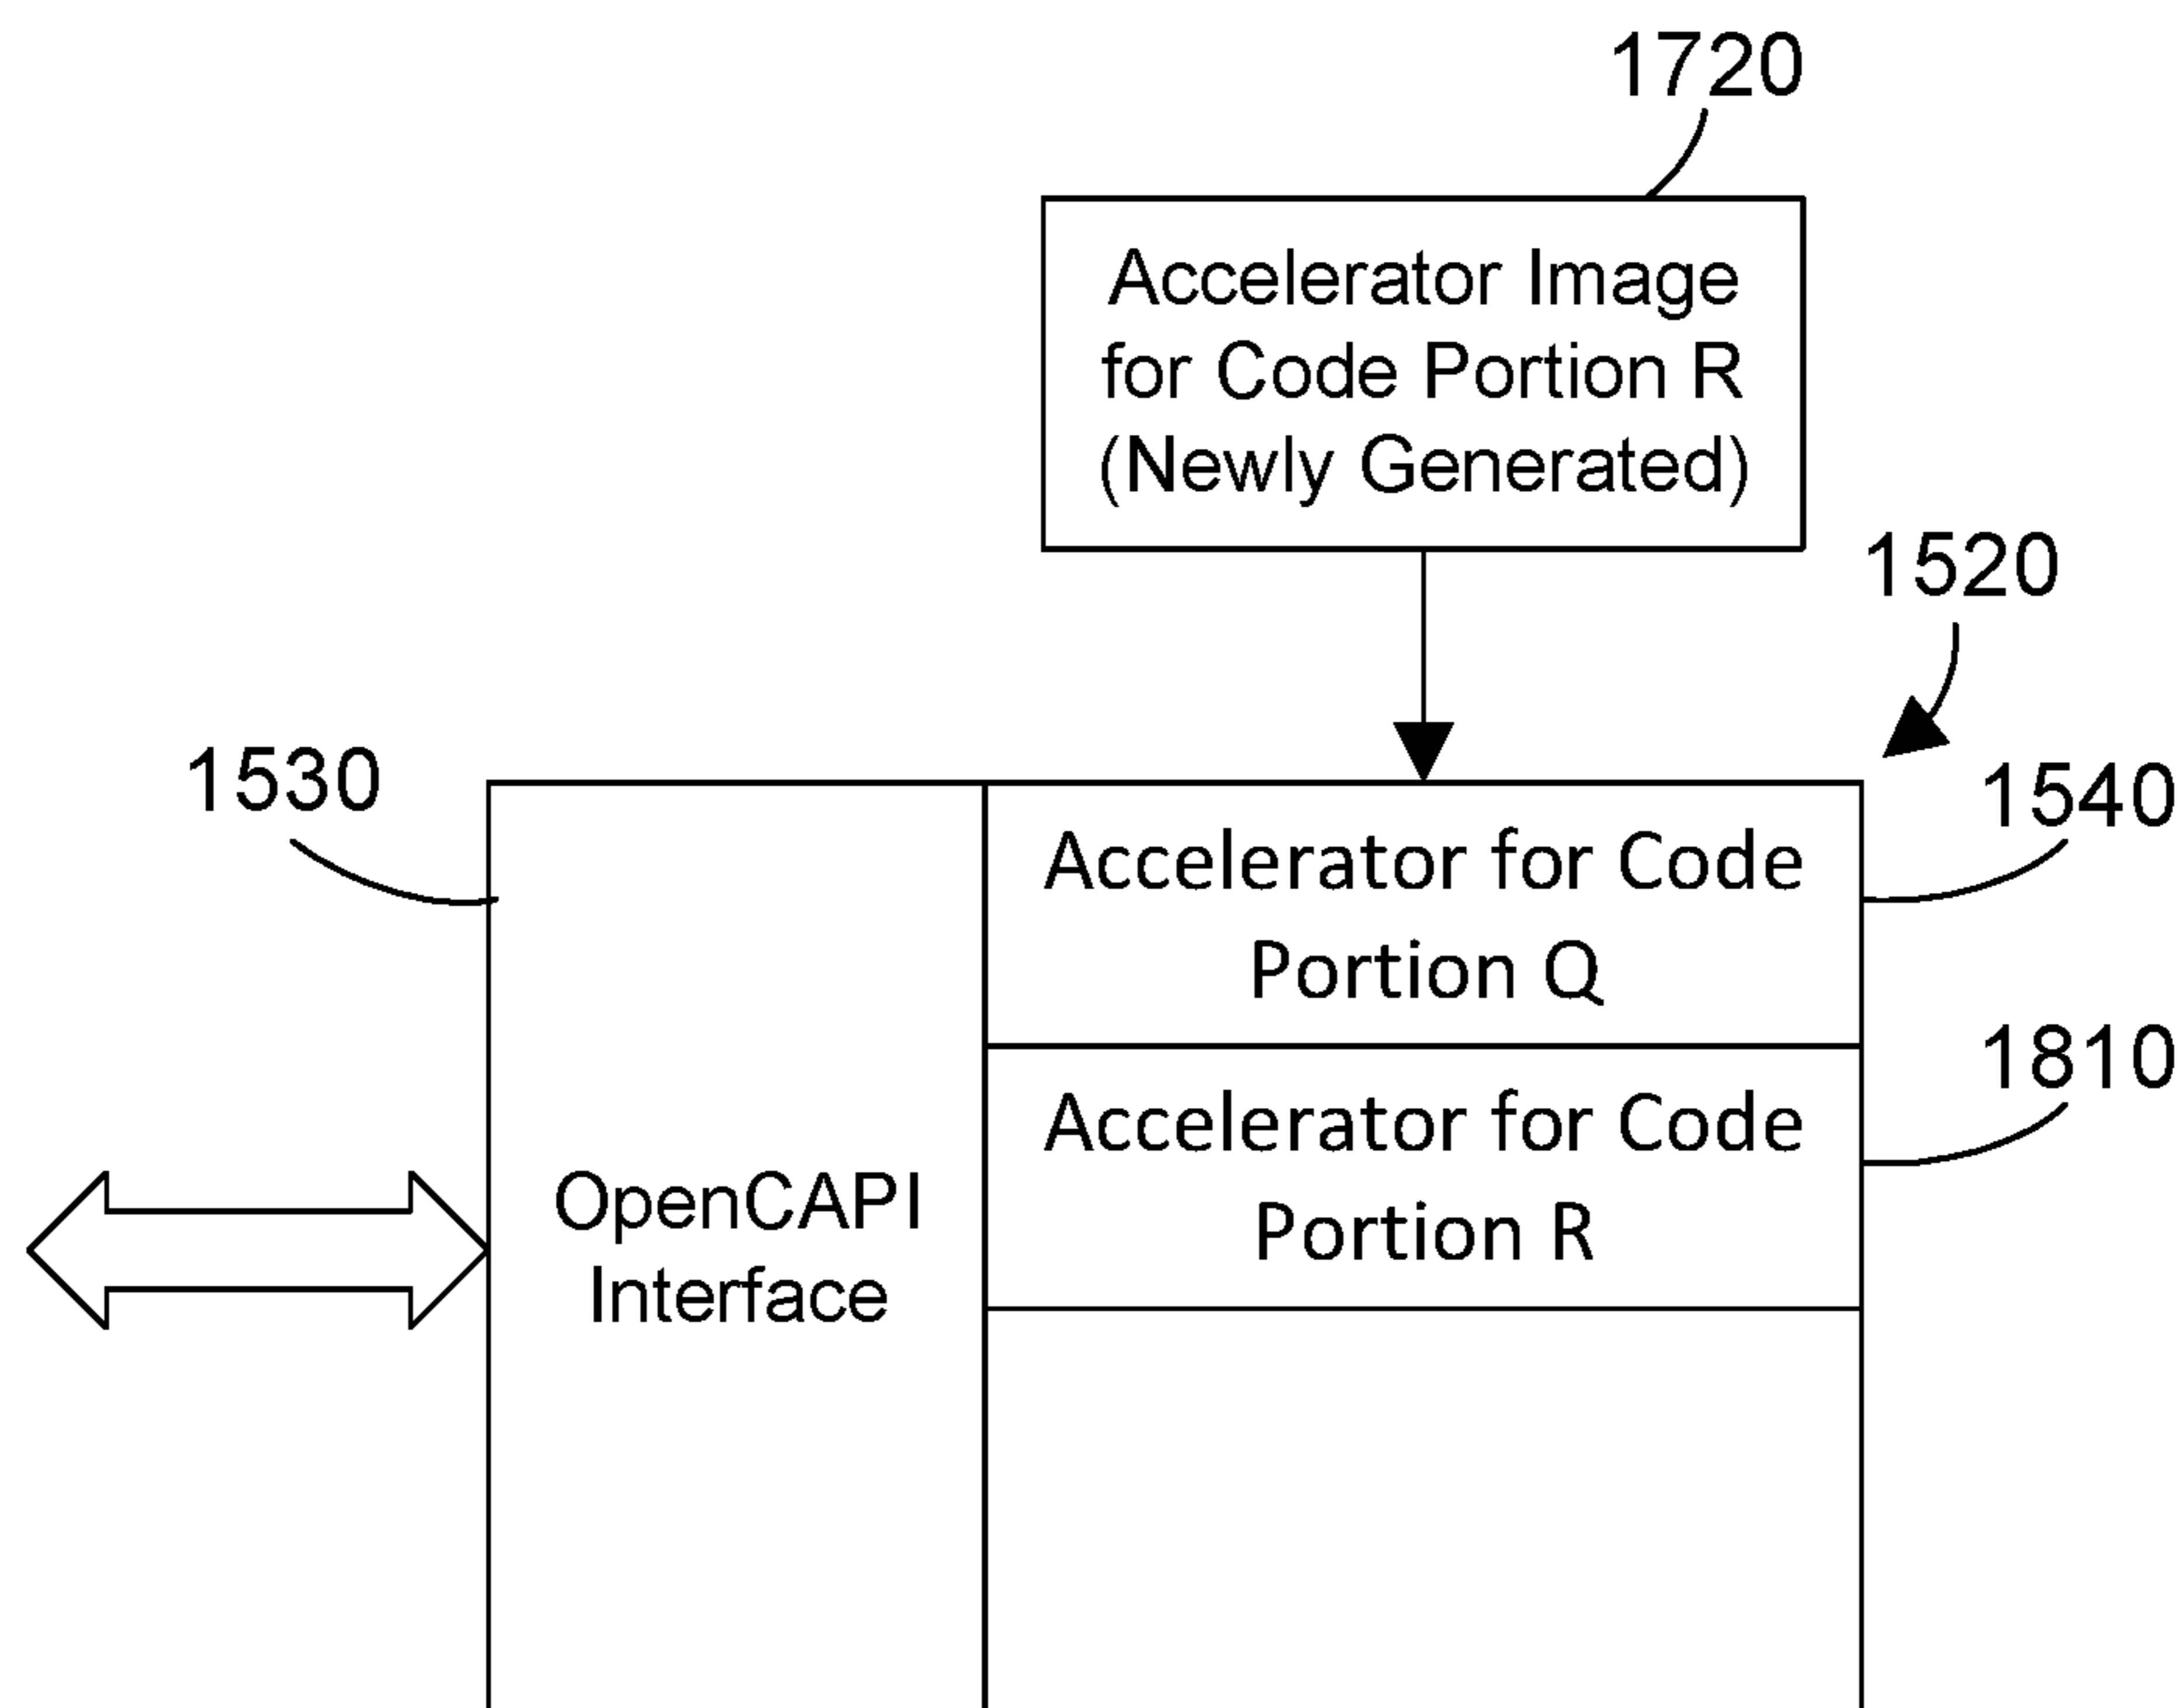 1720
Accelerator Image
for Code Portion R
(Newly Generated)
1520
1530
1540
Accelerator for Code
Portion Q
1810
Accelerator for Code
Portion R
OpenCAPI
Interface